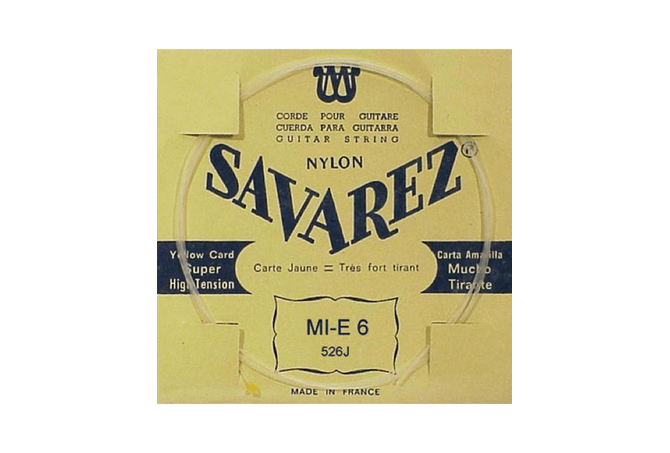 CORDE POUR GUITARE
CUERDA PARA GUITARRA
GUITAR STRING
NYLON
SAVAREZ®
Yellow Card
Super
High Tension
Carte Jaune = Très fort tirant
Carta Amarilla
Mucho
Tirante
MI-E 6
526J
MADE IN FRANCE